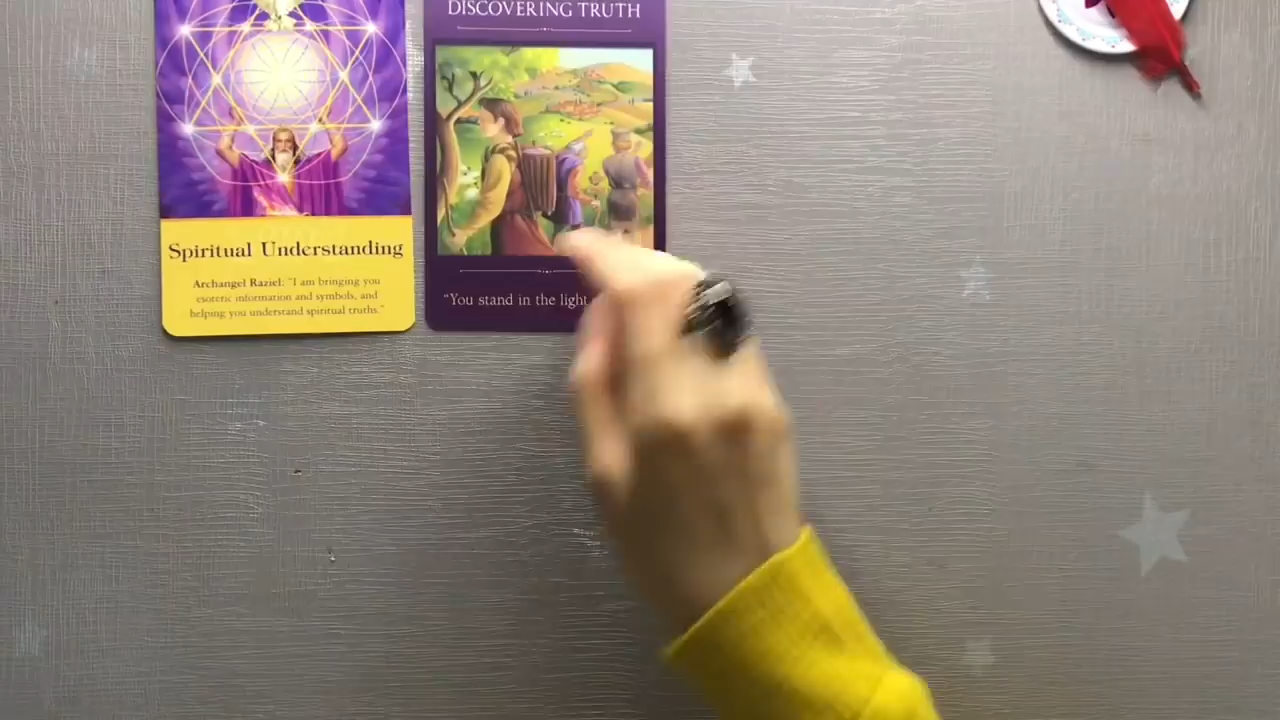 Spiritual Understanding
Archangel Raziel: “I am bringing you
esoteric information and symbols, and
helping you understand spiritual truths.”
DISCOVERING TRUTH
“You stand in the light